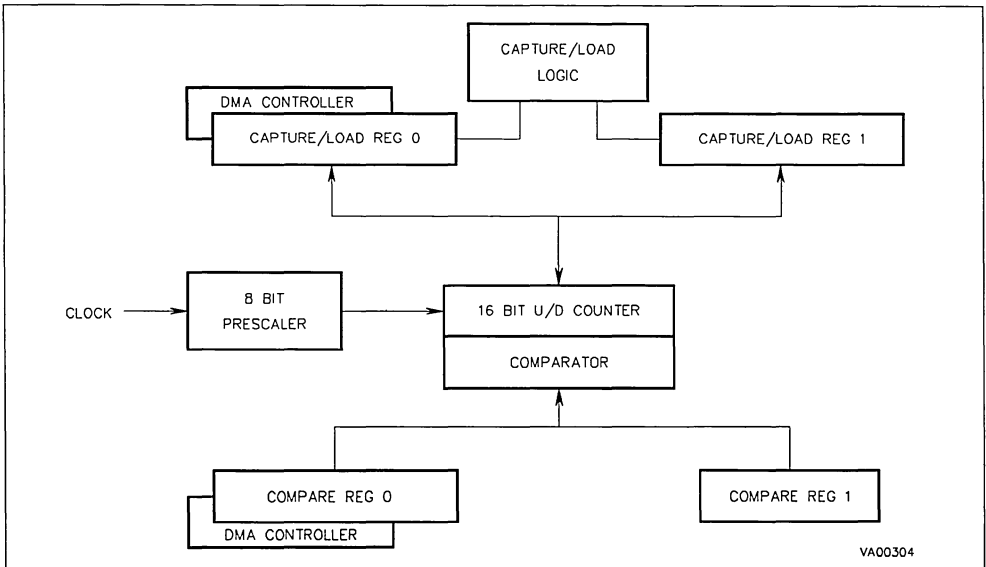 CAPTURE/LOAD
LOGIC
DMA CONTROLLER
CAPTURE/LOAD REG 0
CAPTURE/LOAD REG 1
CLOCK
8 BIT
PRESCALER
16 BIT U/D COUNTER
COMPARATOR
COMPARE REG 0
COMPARE REG 1
DMA CONTROLLER
VA00304